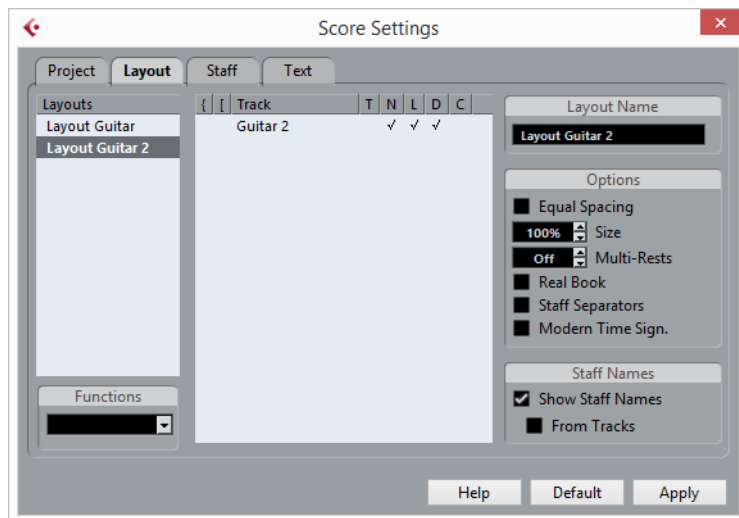 Score Settings
Project Layout Staff Text
Layouts
Layout Guitar
Layout Guitar 2
Functions
{ [ Track T N L D C
Guitar 2 √ √ √
Layout Name
Layout Guitar 2
Options
Equal Spacing
100% Size
Off Multi-Rests
Real Book
Staff Separators
Modern Time Sign.
Staff Names
Show Staff Names
From Tracks
Help Default Apply